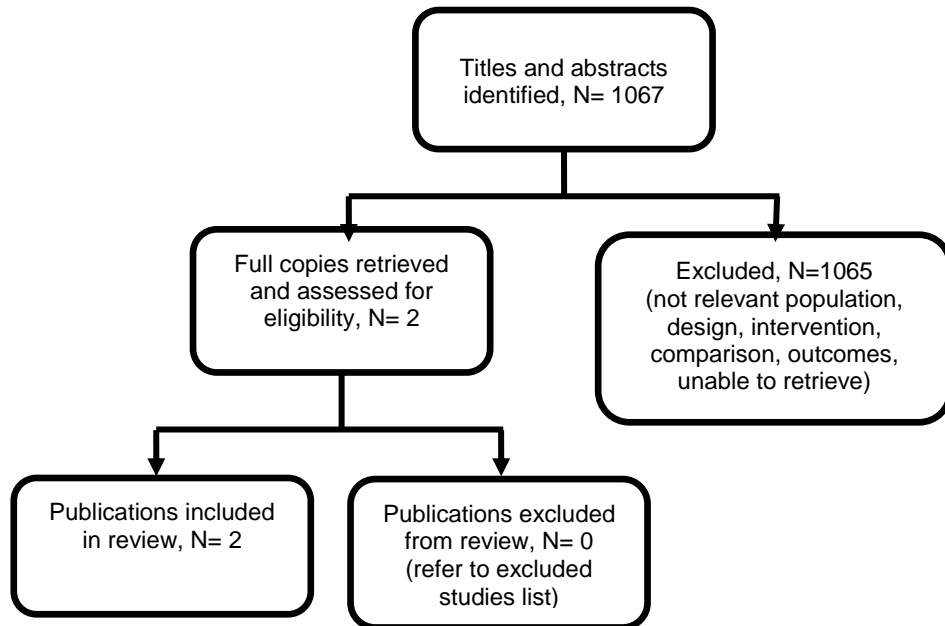 Titles and abstracts
identified, N= 1067
Full copies retrieved
and assessed for
eligibility, N= 2
Excluded, N=1065
(not relevant population,
design, intervention,
comparison, outcomes,
unable to retrieve)
Publications included
in review, N= 2
Publications excluded
from review, N= 0
(refer to excluded
studies list)